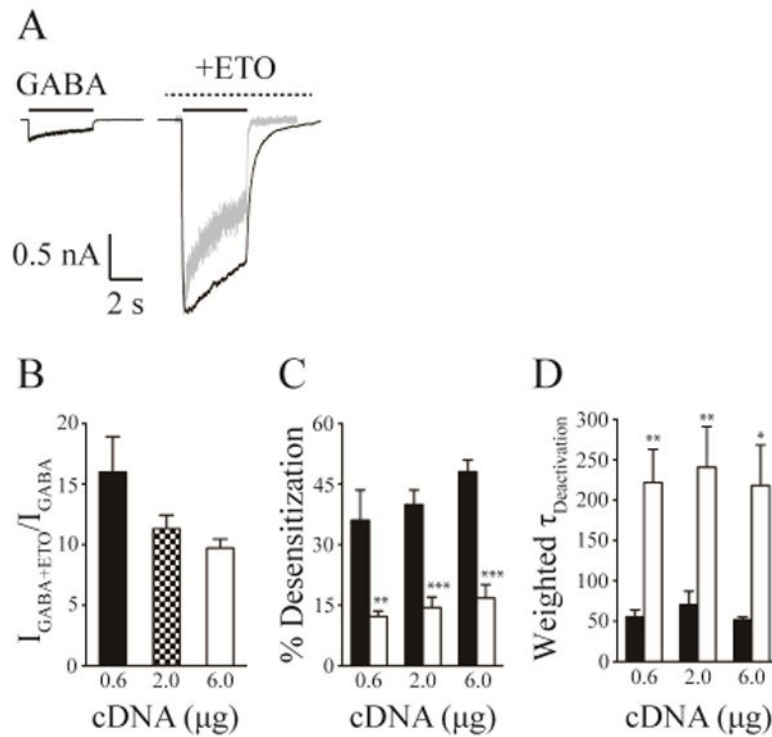 A
GABA
+ETO
0.5 nA
2 s
B
C
D
I_GABA+ETO/I_GABA
20
15
10
5
0
0.6 2.0 6.0
cDNA (µg)
% Desensitization
60
45
30
15
0
** *** ***
0.6 2.0 6.0
cDNA (µg)
Weighted τ_Deactivation
300
250
200
150
100
50
0
** ** *
0.6 2.0 6.0
cDNA (µg)